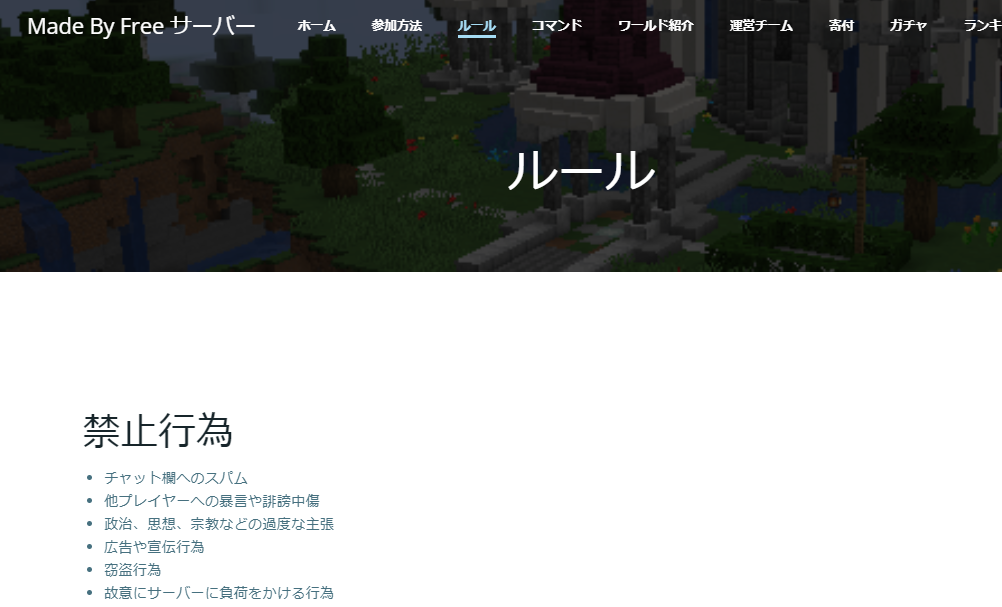 Made By Free サーバー ホーム 参加方法 ルール コマンド ワールド紹介 運営チーム 寄付 ガチャ ランキ
ルール
禁止行為
• チャット欄へのスパム
• 他プレイヤーへの暴言や誹謗中傷
• 政治、思想、宗教などの過度な主張
• 広告や宣伝行為
• 窃盗行為
• 故意にサーバーに負荷をかける行為